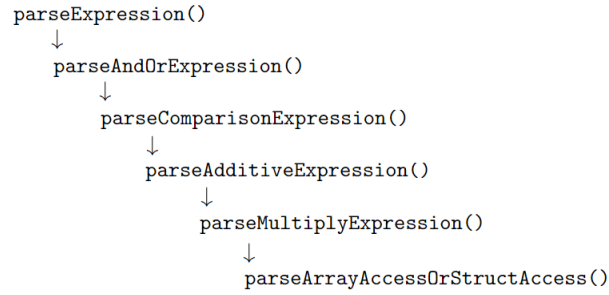 parseExpression()
↓
parseAndOrExpression()
↓
parseComparisonExpression()
↓
parseAdditiveExpression()
↓
parseMultiplyExpression()
↓
parseArrayAccessOrStructAccess()